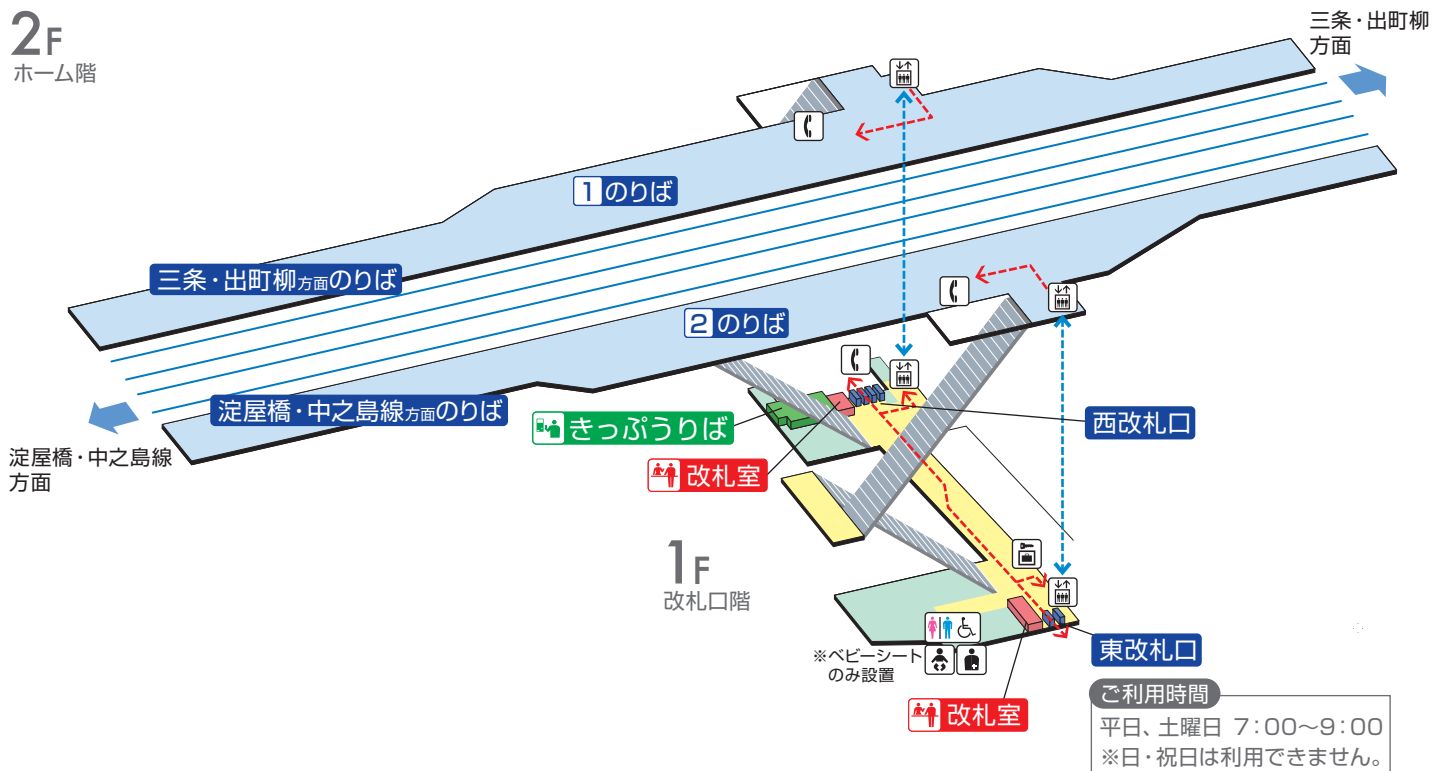 2F
ホーム階
三条・出町柳
方面
1 のりば
三条・出町柳方面のりば
2 のりば
淀屋橋・中之島線方面のりば
淀屋橋・中之島線
方面
きっぷうりば
改札室
西改札口
1F
改札口階
※ベビーシート
のみ設置
改札室
東改札口
ご利用時間
平日、土曜日 7:00〜9:00
※日・祝日は利用できません。